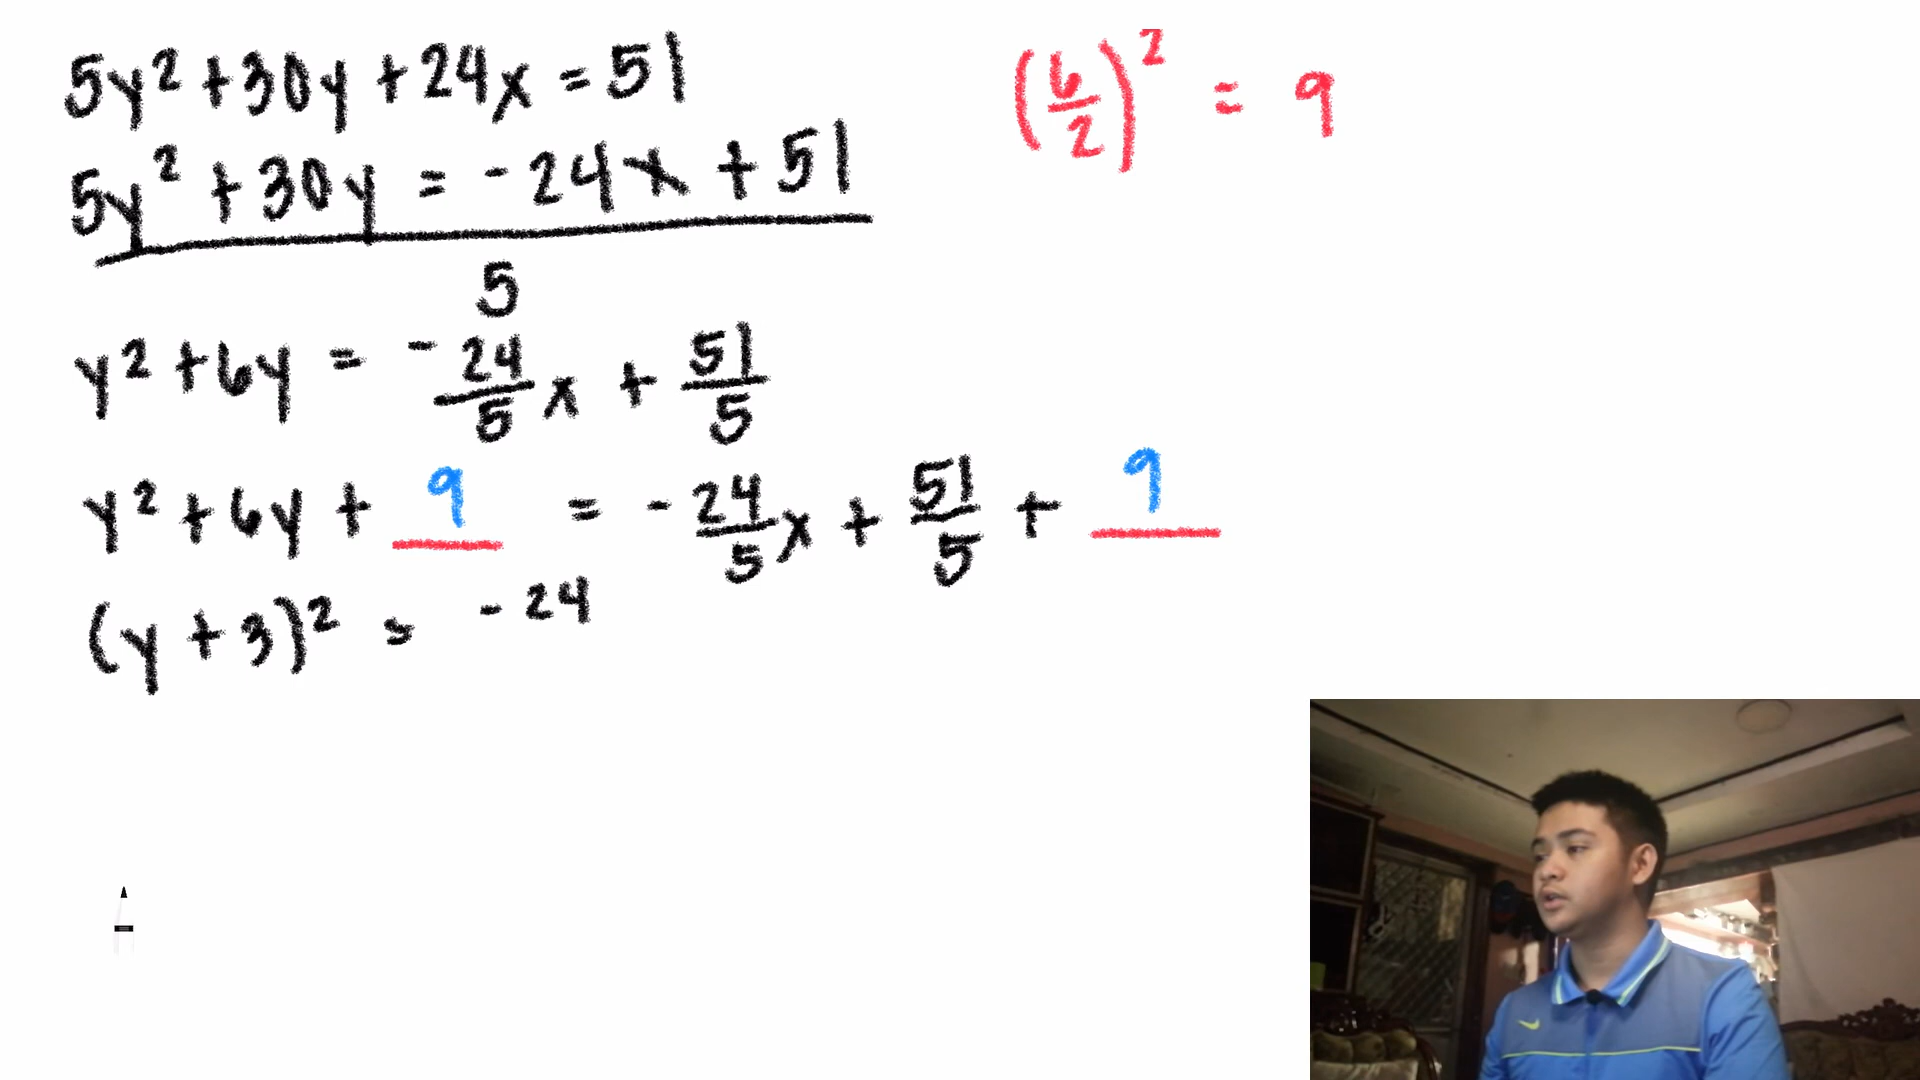 5y² + 30y + 24x = 51
(6/2)² = 9
5y² + 30y = -24x + 51
5
y² + 6y = -24/5 x + 51/5
y² + 6y + 9 = -24/5 x + 51/5 + 9
(y + 3)² = -24